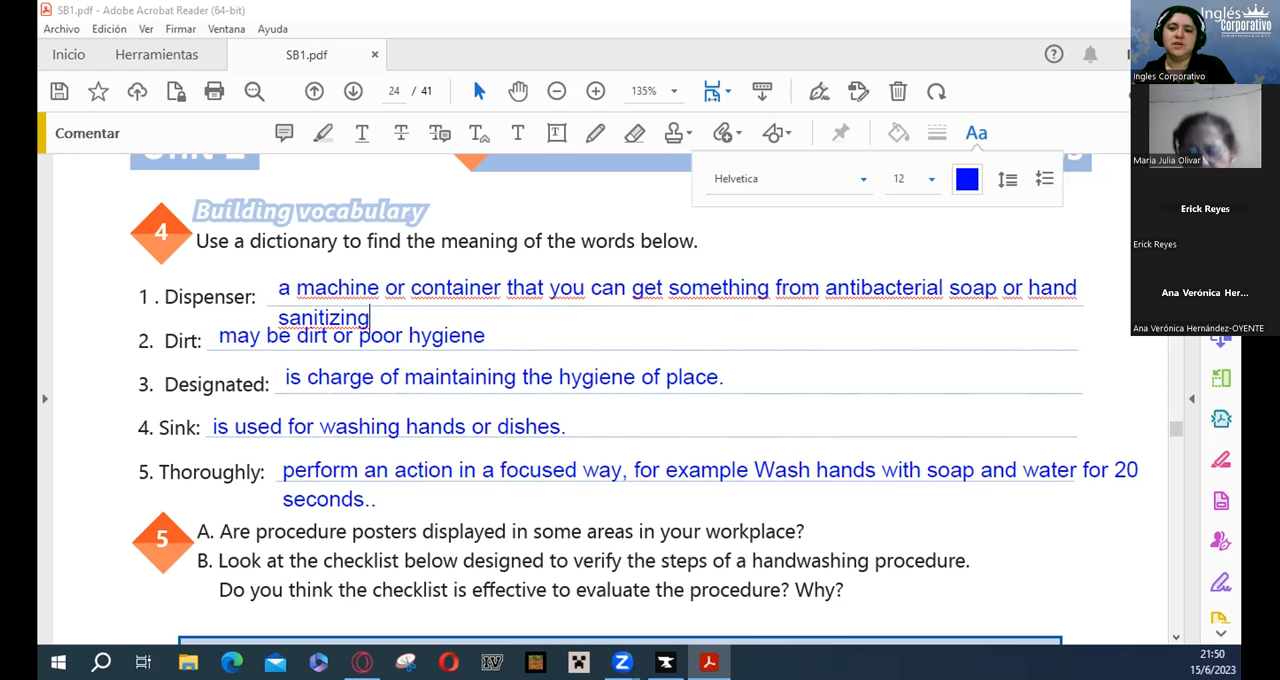 SB1.pdf - Adobe Acrobat Reader (64-bit)
Archivo Edición Ver Firmar Ventana Ayuda
Inicio Herramientas SB1.pdf ×
24 / 41 135%
Comentar Aa
Helvetica 12
Building vocabulary
4 Use a dictionary to find the meaning of the words below.
1 . Dispenser: a machine or container that you can get something from antibacterial soap or hand
sanitizing
2. Dirt: may be dirt or poor hygiene
3. Designated: is charge of maintaining the hygiene of place.
4. Sink: is used for washing hands or dishes.
5. Thoroughly: perform an action in a focused way, for example Wash hands with soap and water for 20
seconds..
5 A. Are procedure posters displayed in some areas in your workplace?
B. Look at the checklist below designed to verify the steps of a handwashing procedure.
Do you think the checklist is effective to evaluate the procedure? Why?
Inglés
Corporativo
Ingles Corporativo
Maria Julia Olivar
Erick Reyes
Erick Reyes
Ana Verónica Her...
Ana Verónica Hernández-OYENTE
21:50
15/6/2023